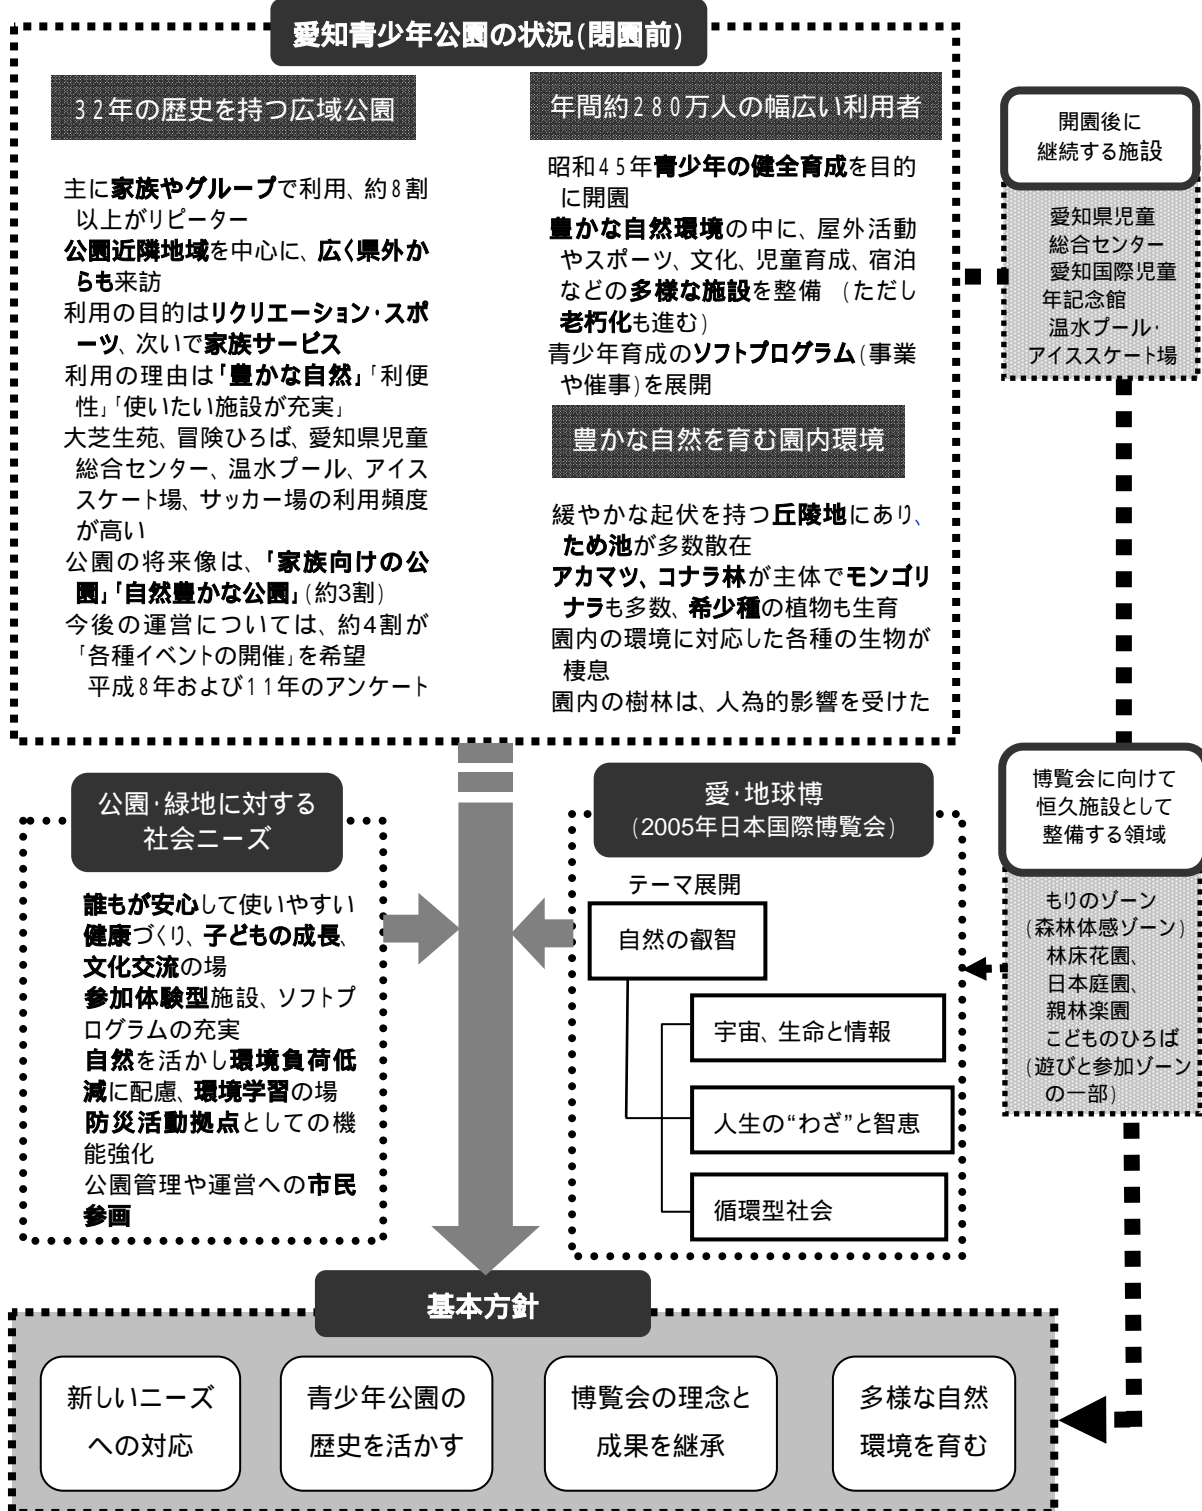 愛知青少年公園の状況(閉園前)
32年の歴史を持つ広域公園
主に家族やグループで利用、約8割
以上がリピーター
公園近隣地域を中心に、広く県外か
らも来訪
利用の目的はリクリエーション・スポ
ーツ、次いで家族サービス
利用の理由は「豊かな自然」「利便
性」「使いたい施設が充実」
大芝生苑、冒険ひろば、愛知県児童
総合センター、温水プール、アイス
スケート場、サッカー場の利用頻度
が高い
公園の将来像は、「家族向けの公
園」「自然豊かな公園」(約3割)
今後の運営については、約4割が
「各種イベントの開催」を希望
平成8年および11年のアンケート
年間約280万人の幅広い利用者
昭和45年青少年の健全育成を目的
に開園
豊かな自然環境の中に、屋外活動
やスポーツ、文化、児童育成、宿泊
などの多様な施設を整備 (ただし
老朽化も進む)
青少年育成のソフトプログラム(事業
や催事)を展開
豊かな自然を育む園内環境
緩やかな起伏を持つ丘陵地にあり、
ため池が多数散在
アカマツ、コナラ林が主体でモンゴリ
ナラも多数、希少種の植物も生育
園内の環境に対応した各種の生物が
棲息
園内の樹林は、人為的影響を受けた
開園後に
継続する施設
愛知県児童
総合センター
愛知国際児童
年記念館
温水プール・
アイススケート場
公園・緑地に対する
社会ニーズ
誰もが安心して使いやすい
健康づくり、子どもの成長、
文化交流の場
参加体験型施設、ソフトプ
ログラムの充実
自然を活かし環境負荷低
減に配慮、環境学習の場
防災活動拠点としての機
能強化
公園管理や運営への市民
参画
愛・地球博
(2005年日本国際博覧会)
テーマ展開
自然の叡智
宇宙、生命と情報
人生の“わざ”と智恵
循環型社会
博覧会に向けて
恒久施設として
整備する領域
もりのゾーン
(森林体感ゾーン)
林床花園、
日本庭園、
親林楽園
こどものひろば
(遊びと参加ゾーン
の一部)
基本方針
新しいニーズ
への対応
青少年公園の
歴史を活かす
博覧会の理念と
成果を継承
多様な自然
環境を育む